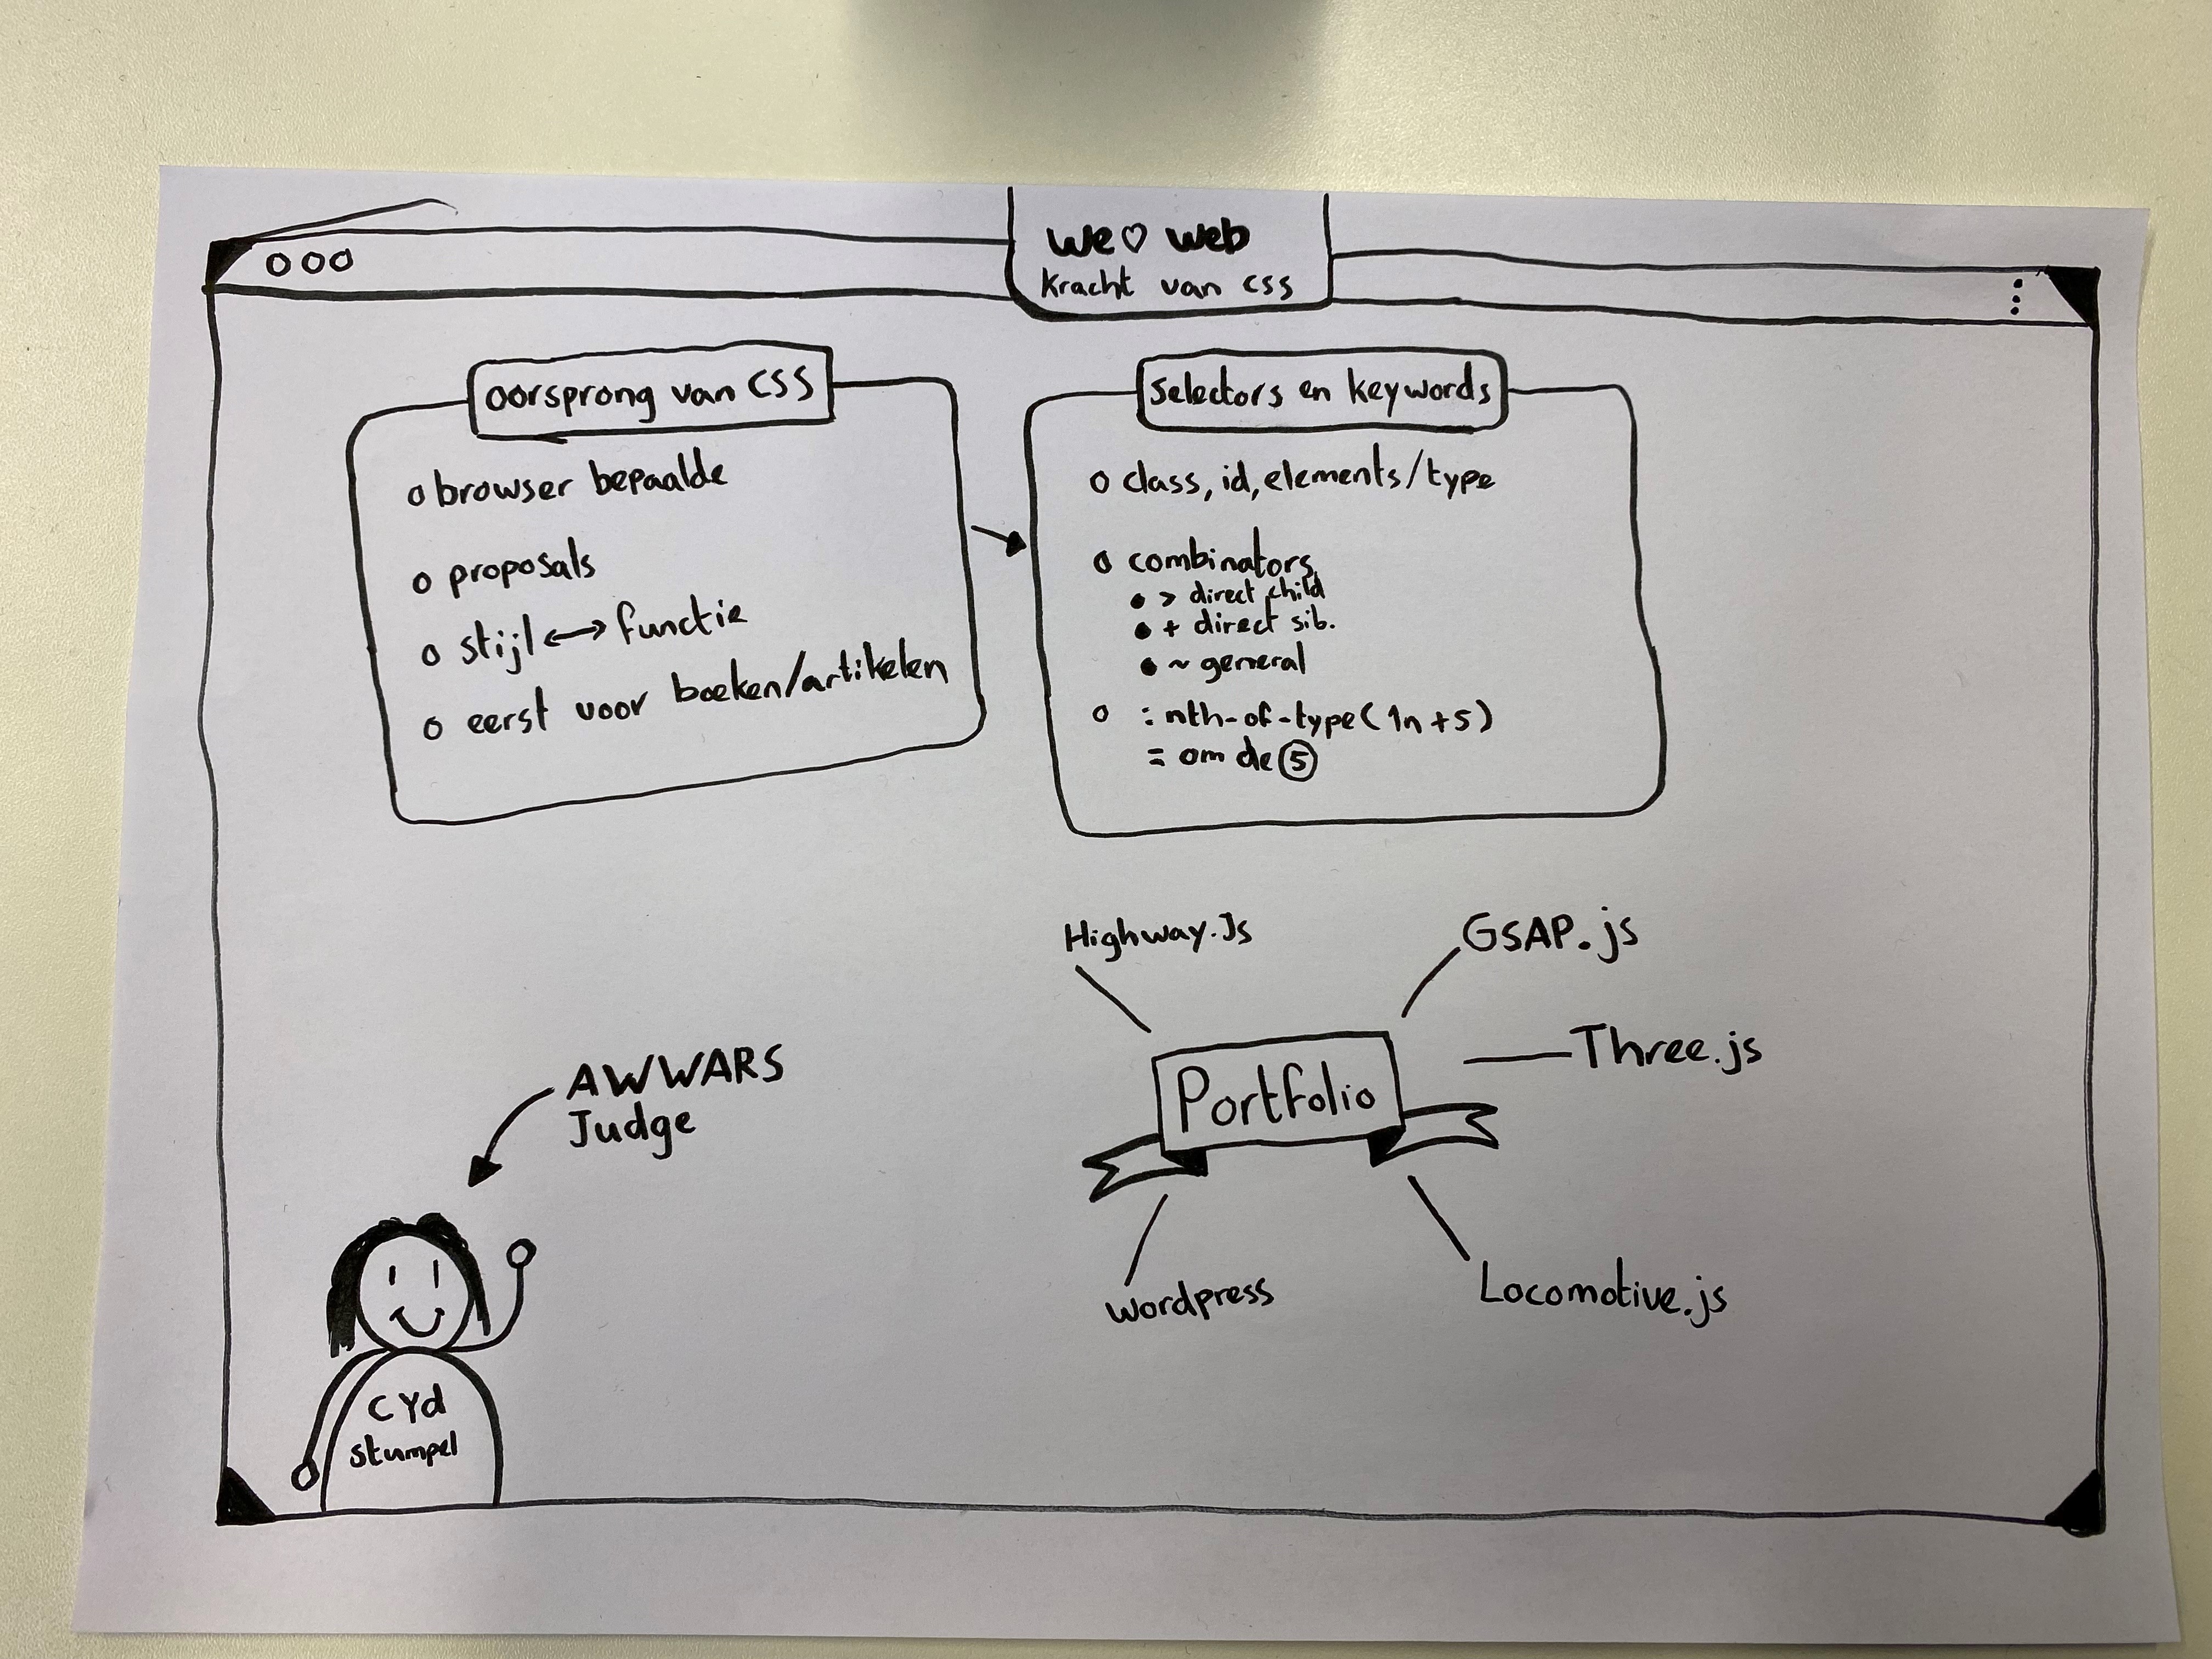 we ♡ web
kracht van css
oorsprong van CSS
o browser bepaalde
o proposals
o stijl <-> functie
o eerst voor boeken/artikelen
selectors en keywords
o class, id, elements/type
o combinators
• > direct child
• + direct sib.
• ~ general
o :nth-of-type(1n+5)
= om de 5
Highway.Js
GSAP.js
Three.js
Portfolio
wordpress
Locomotive.js
AWWARS
Judge
CYd
stumpel